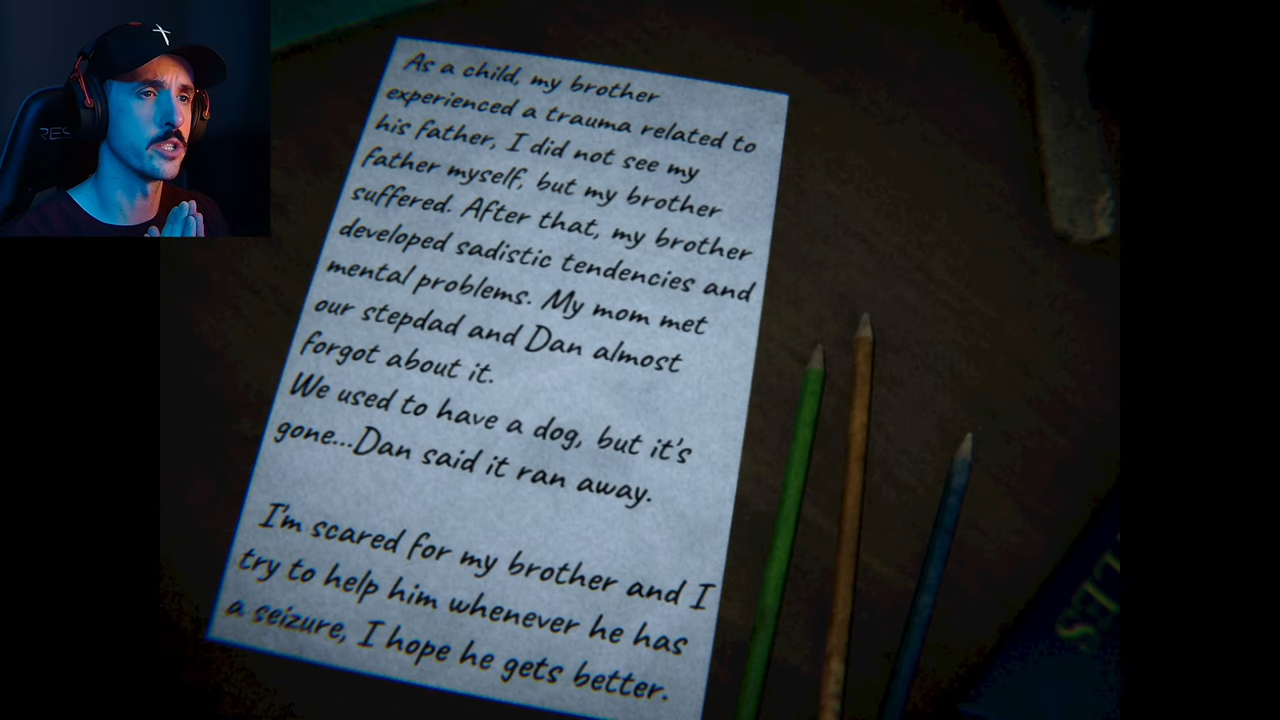 As a child, my brother
experienced a trauma related to
his father, I did not see my
father myself, but my brother
suffered. After that, my brother
developed sadistic tendencies and
mental problems. My mom met
our stepdad and Dan almost
forgot about it.
We used to have a dog, but it's
gone...Dan said it ran away.
I'm scared for my brother and I
try to help him whenever he has
a seizure, I hope he gets better.